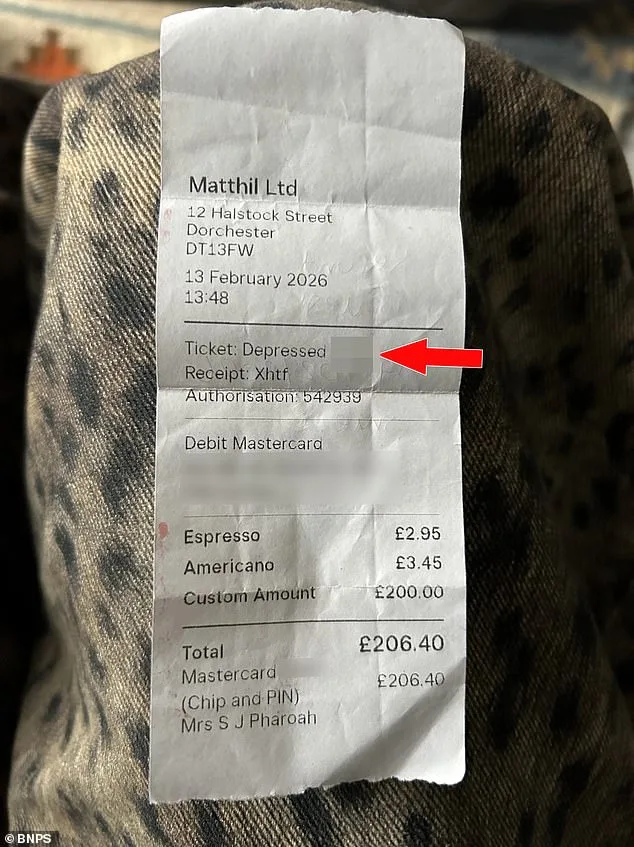 Matthil Ltd
12 Halstock Street
Dorchester
DT13FW
13 February 2026
13:48
Ticket: Depressed
Receipt: Xhtf
Authorisation: 542939
Debit Mastercard
Espresso £2.95
Americano £3.45
Custom Amount £200.00
Total £206.40
Mastercard £206.40
(Chip and PIN)
Mrs S J Pharoah
©BNPS